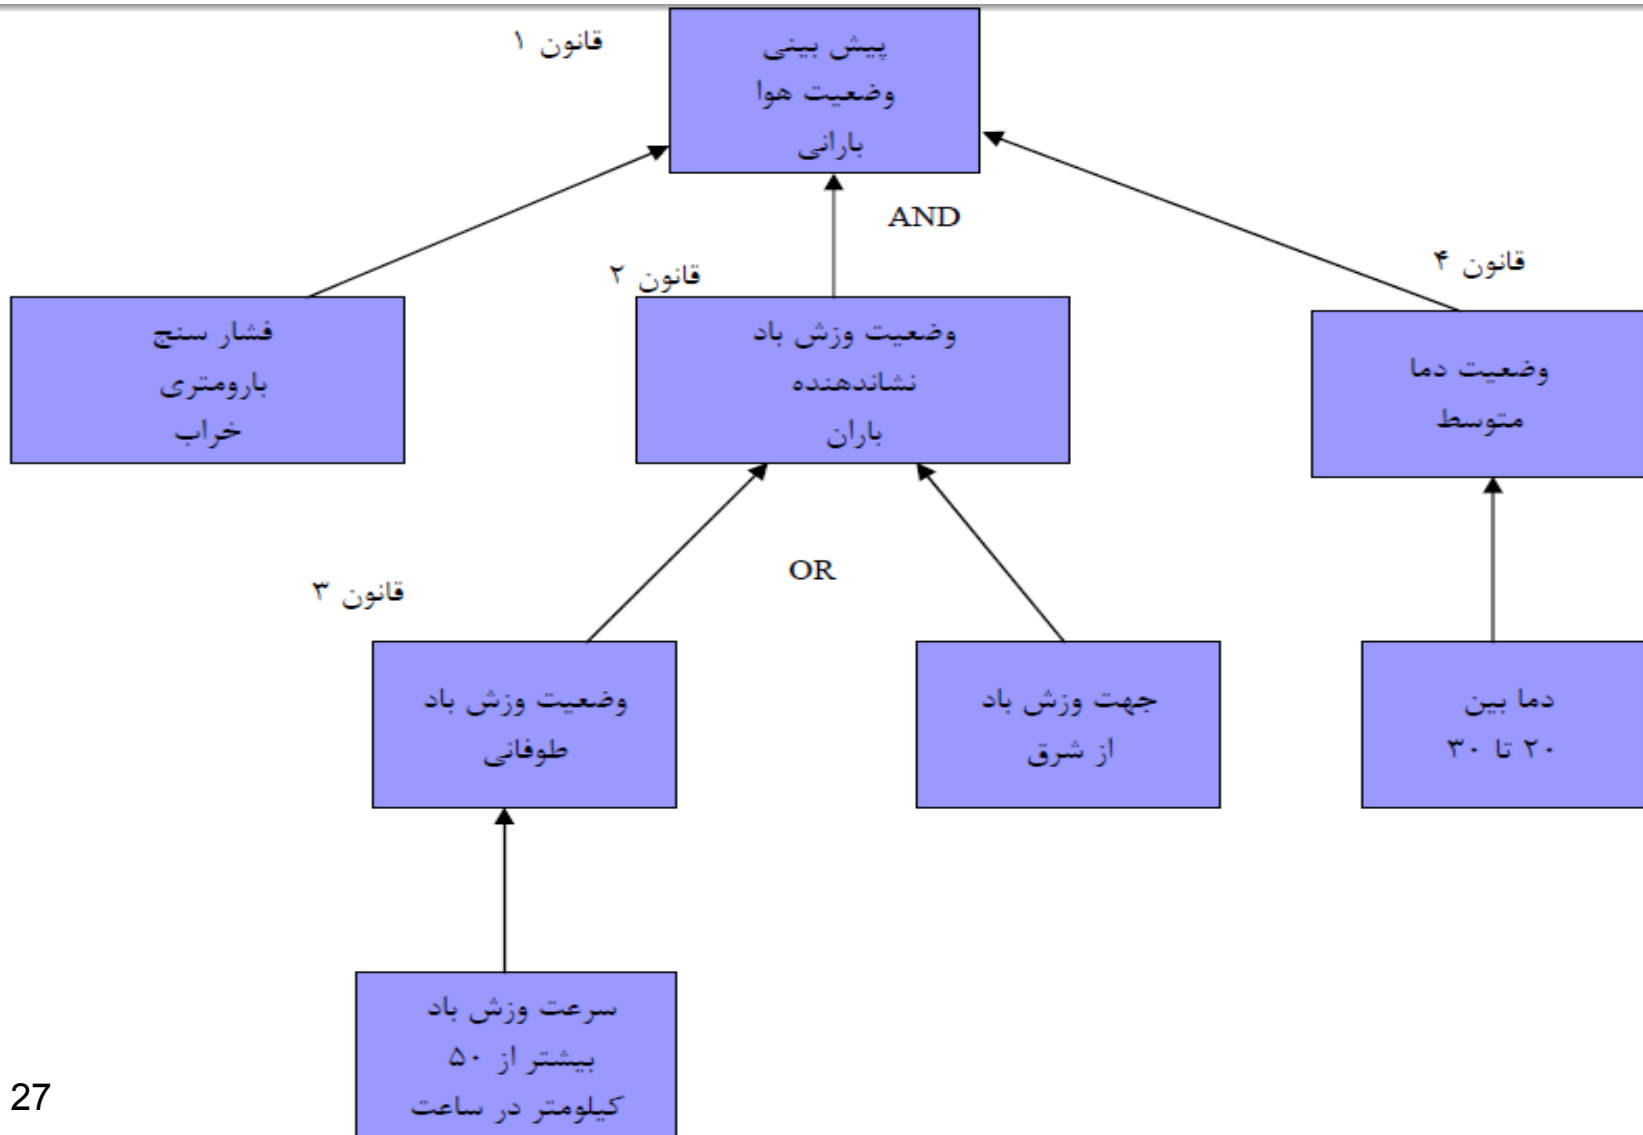 قانون ۱
پیش بینی
وضعیت هوا
بارانی
AND
قانون ۲
قانون ۴
فشار سنج
بارومتری
خراب
وضعیت وزش باد
نشاندهنده
باران
وضعیت دما
متوسط
OR
قانون ۳
وضعیت وزش باد
طوفانی
جهت وزش باد
از شرق
دما بین
۲۰ تا ۳۰
سرعت وزش باد
بیشتر از ۵۰
کیلومتر در ساعت
27